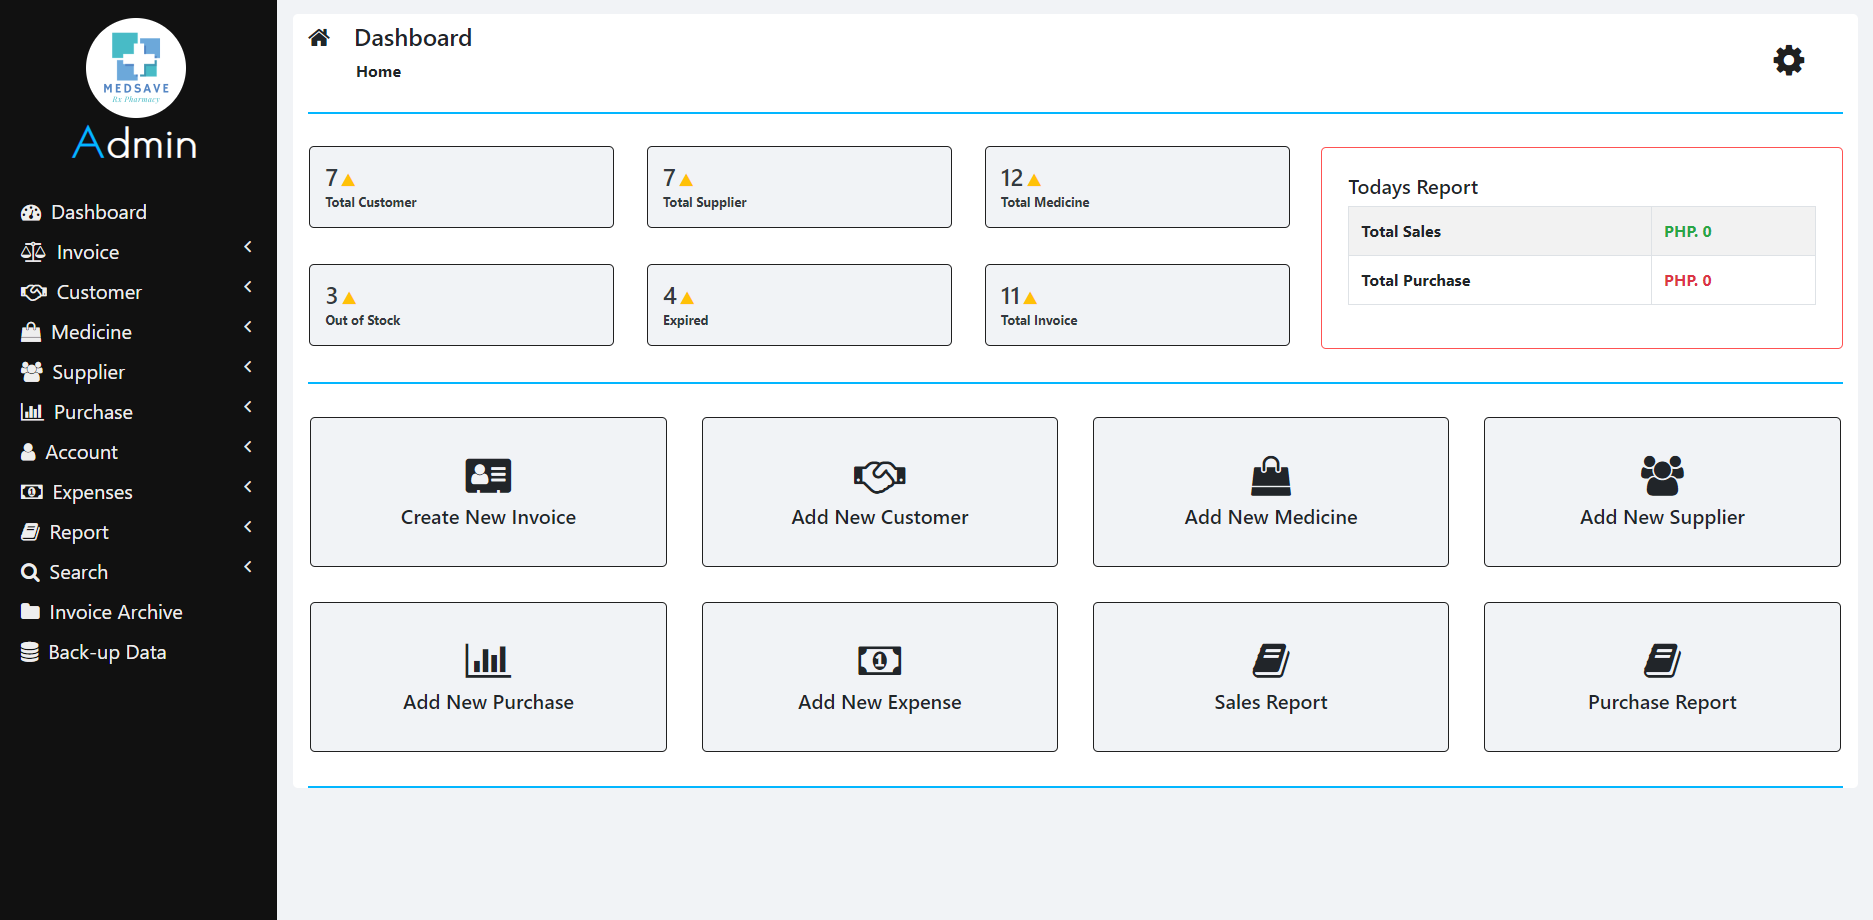 MEDSAVE
Rx Pharmacy
Admin
Dashboard
Invoice
Customer
Medicine
Supplier
Purchase
Account
Expenses
Report
Search
Invoice Archive
Back-up Data
Dashboard
Home
7
Total Customer
7
Total Supplier
12
Total Medicine
3
Out of Stock
4
Expired
11
Total Invoice
Todays Report
Total Sales PHP. 0
Total Purchase PHP. 0
Create New Invoice
Add New Customer
Add New Medicine
Add New Supplier
Add New Purchase
Add New Expense
Sales Report
Purchase Report